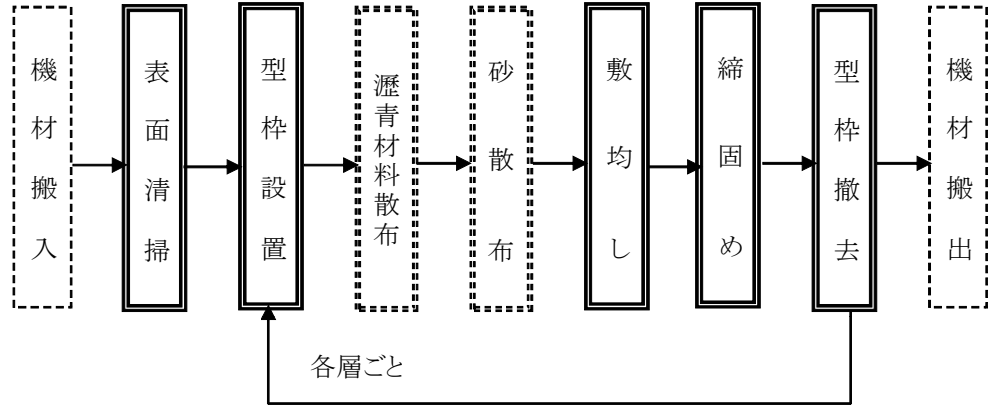 機材搬入
表面清掃
型枠設置
瀝青材料散布
砂散布
敷均し
締固め
型枠撤去
機材搬出
各層ごと